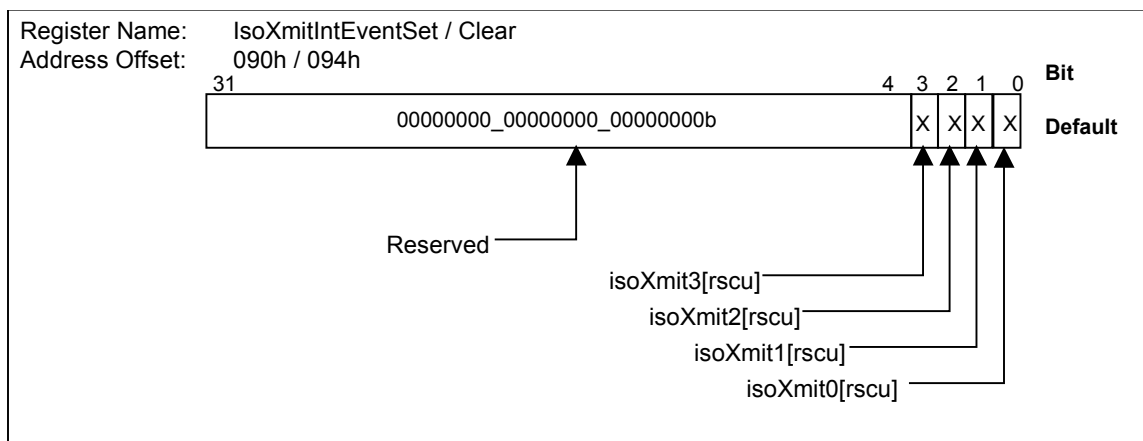 Register Name: IsoXmitIntEventSet / Clear
Address Offset: 090h / 094h
Bit
31 4 3 2 1 0
00000000_00000000_00000000b X X X X Default
Reserved
isoXmit3[rscu]
isoXmit2[rscu]
isoXmit1[rscu]
isoXmit0[rscu]